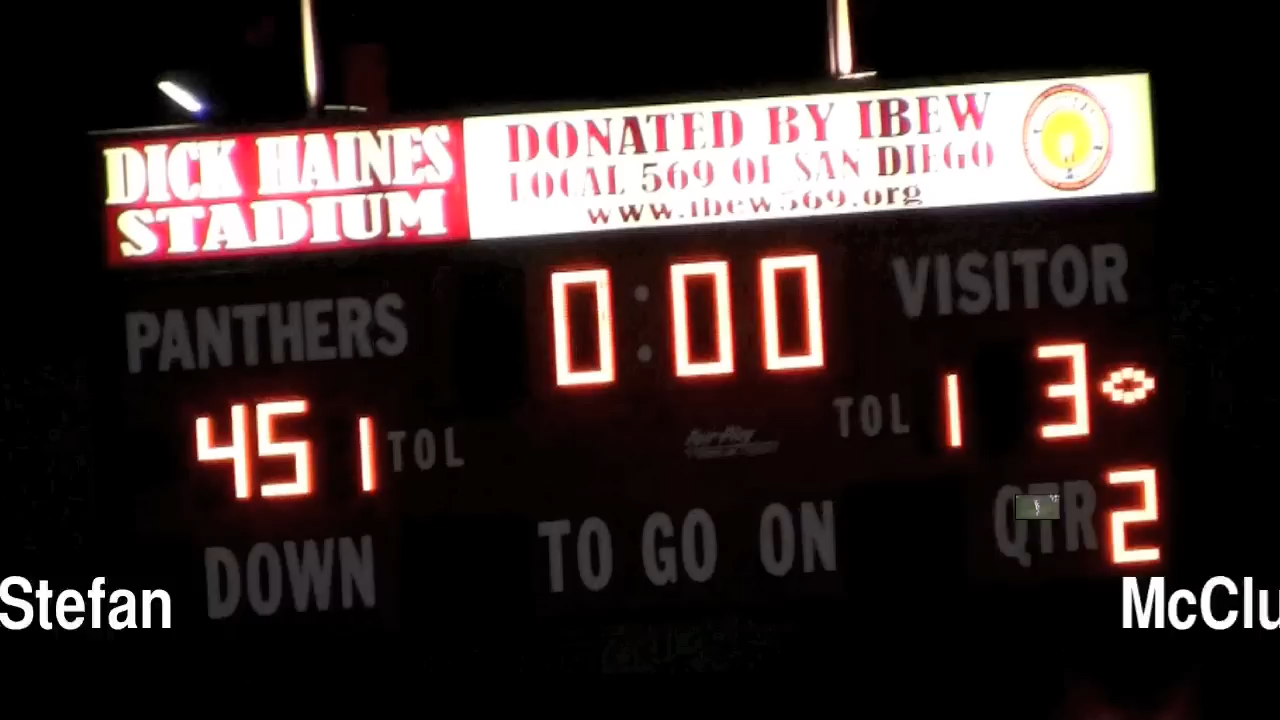 DICK HAINES
STADIUM
DONATED BY IBEW
LOCAL 569 OF SAN DIEGO
www.ibew569.org
PANTHERS
0:00
VISITOR
45 1 TOL
TOL 1 3
DOWN
TO GO ON
QTR 2
Stefan
McClu